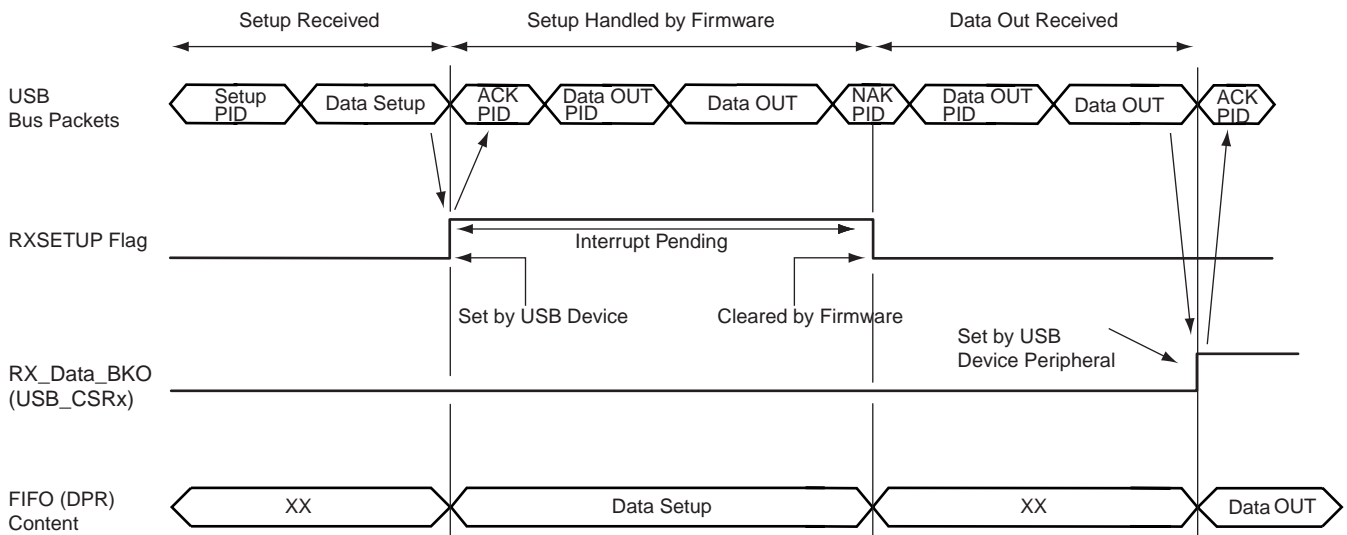 Setup Received
Setup Handled by Firmware
Data Out Received
USB
Bus Packets
Setup
PID
Data Setup
ACK
PID
Data OUT
PID
Data OUT
NAK
PID
Data OUT
PID
Data OUT
ACK
PID
RXSETUP Flag
Interrupt Pending
Set by USB Device
Cleared by Firmware
Set by USB
Device Peripheral
RX_Data_BKO
(USB_CSRx)
FIFO (DPR)
Content
XX
Data Setup
XX
Data OUT